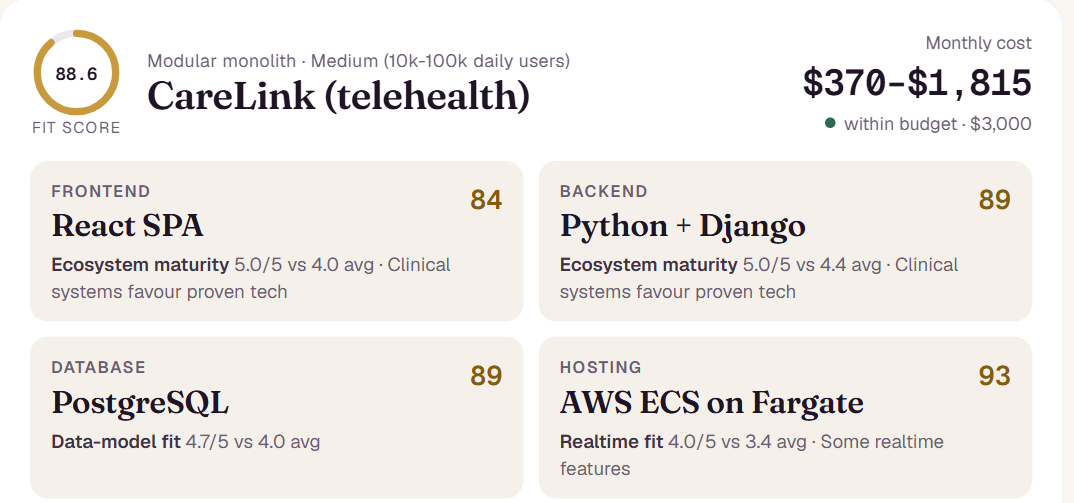 88.6
FIT SCORE
Modular monolith · Medium (10k-100k daily users)
CareLink (telehealth)
Monthly cost
$370–$1,815
within budget · $3,000
FRONTEND
84
React SPA
Ecosystem maturity 5.0/5 vs 4.0 avg · Clinical
systems favour proven tech
BACKEND
89
Python + Django
Ecosystem maturity 5.0/5 vs 4.4 avg · Clinical
systems favour proven tech
DATABASE
89
PostgreSQL
Data-model fit 4.7/5 vs 4.0 avg
HOSTING
93
AWS ECS on Fargate
Realtime fit 4.0/5 vs 3.4 avg · Some realtime
features